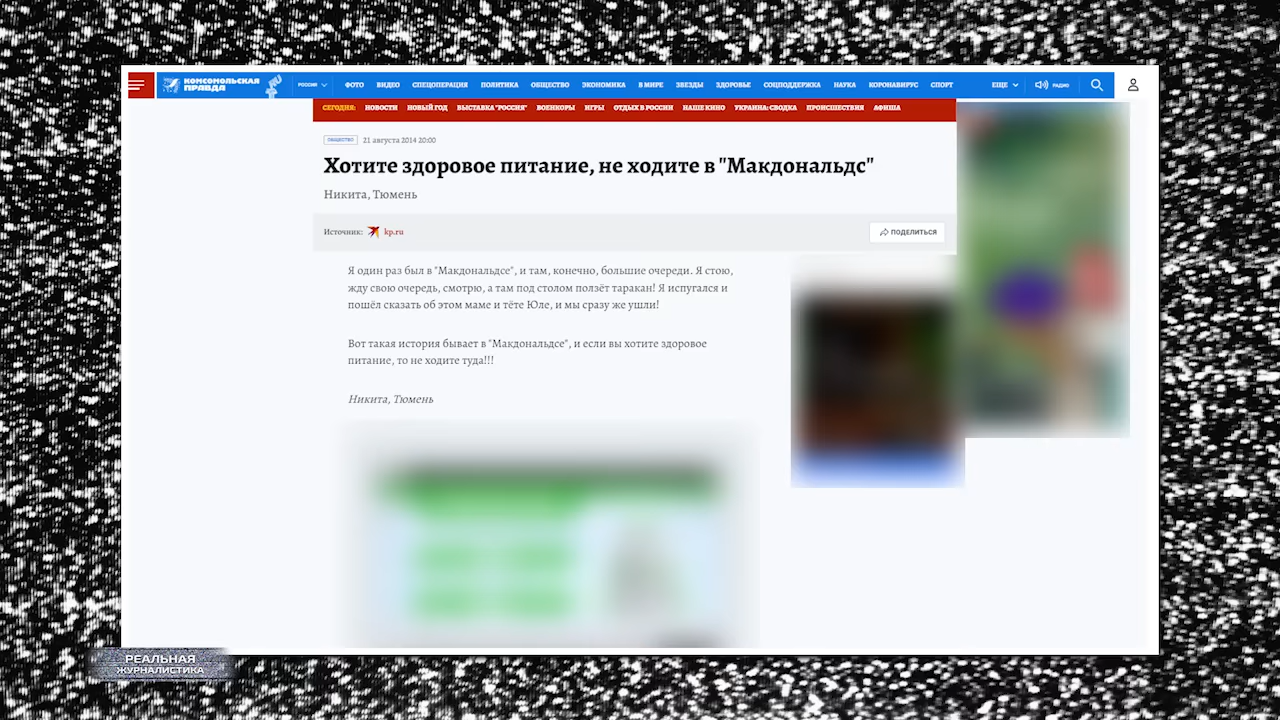 КОМСОМОЛЬСКАЯ
ПРАВДА
РОССИЯ
ФОТО ВИДЕО СПЕЦОПЕРАЦИЯ ПОЛИТИКА ОБЩЕСТВО ЭКОНОМИКА В МИРЕ ЗВЕЗДЫ ЗДОРОВЬЕ СОЦПОДДЕРЖКА НАУКА КОРОНАВИРУС СПОРТ ЕЩЕ РАДИО
СЕГОДНЯ: НОВОСТИ НОВЫЙ ГОД ВЫСТАВКА "РОССИЯ" ВОЕНКОРЫ ИГРЫ ОТДЫХ В РОССИИ НАШЕ КИНО УКРАИНА: СВОДКА ПРОИСШЕСТВИЯ АФИША
ОБЩЕСТВО 21 августа 2014 20:00
Хотите здоровое питание, не ходите в "Макдональдс"
Никита, Тюмень
Источник: kp.ru ПОДЕЛИТЬСЯ
Я один раз был в "Макдональдсе", и там, конечно, большие очереди. Я стою,
жду свою очередь, смотрю, а там под столом ползёт таракан! Я испугался и
пошёл сказать об этом маме и тёте Юле, и мы сразу же ушли!
Вот такая история бывает в "Макдональдсе", и если вы хотите здоровое
питание, то не ходите туда!!!
Никита, Тюмень
РЕАЛЬНАЯ
ЖУРНАЛИСТИКА